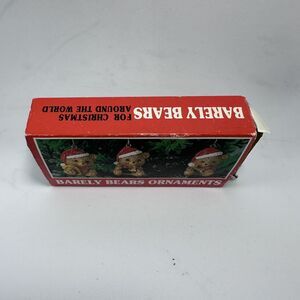 BARELY BEARS
FOR CHRISTMAS
AROUND THE WORLD
BARELY BEARS ORNAMENTS